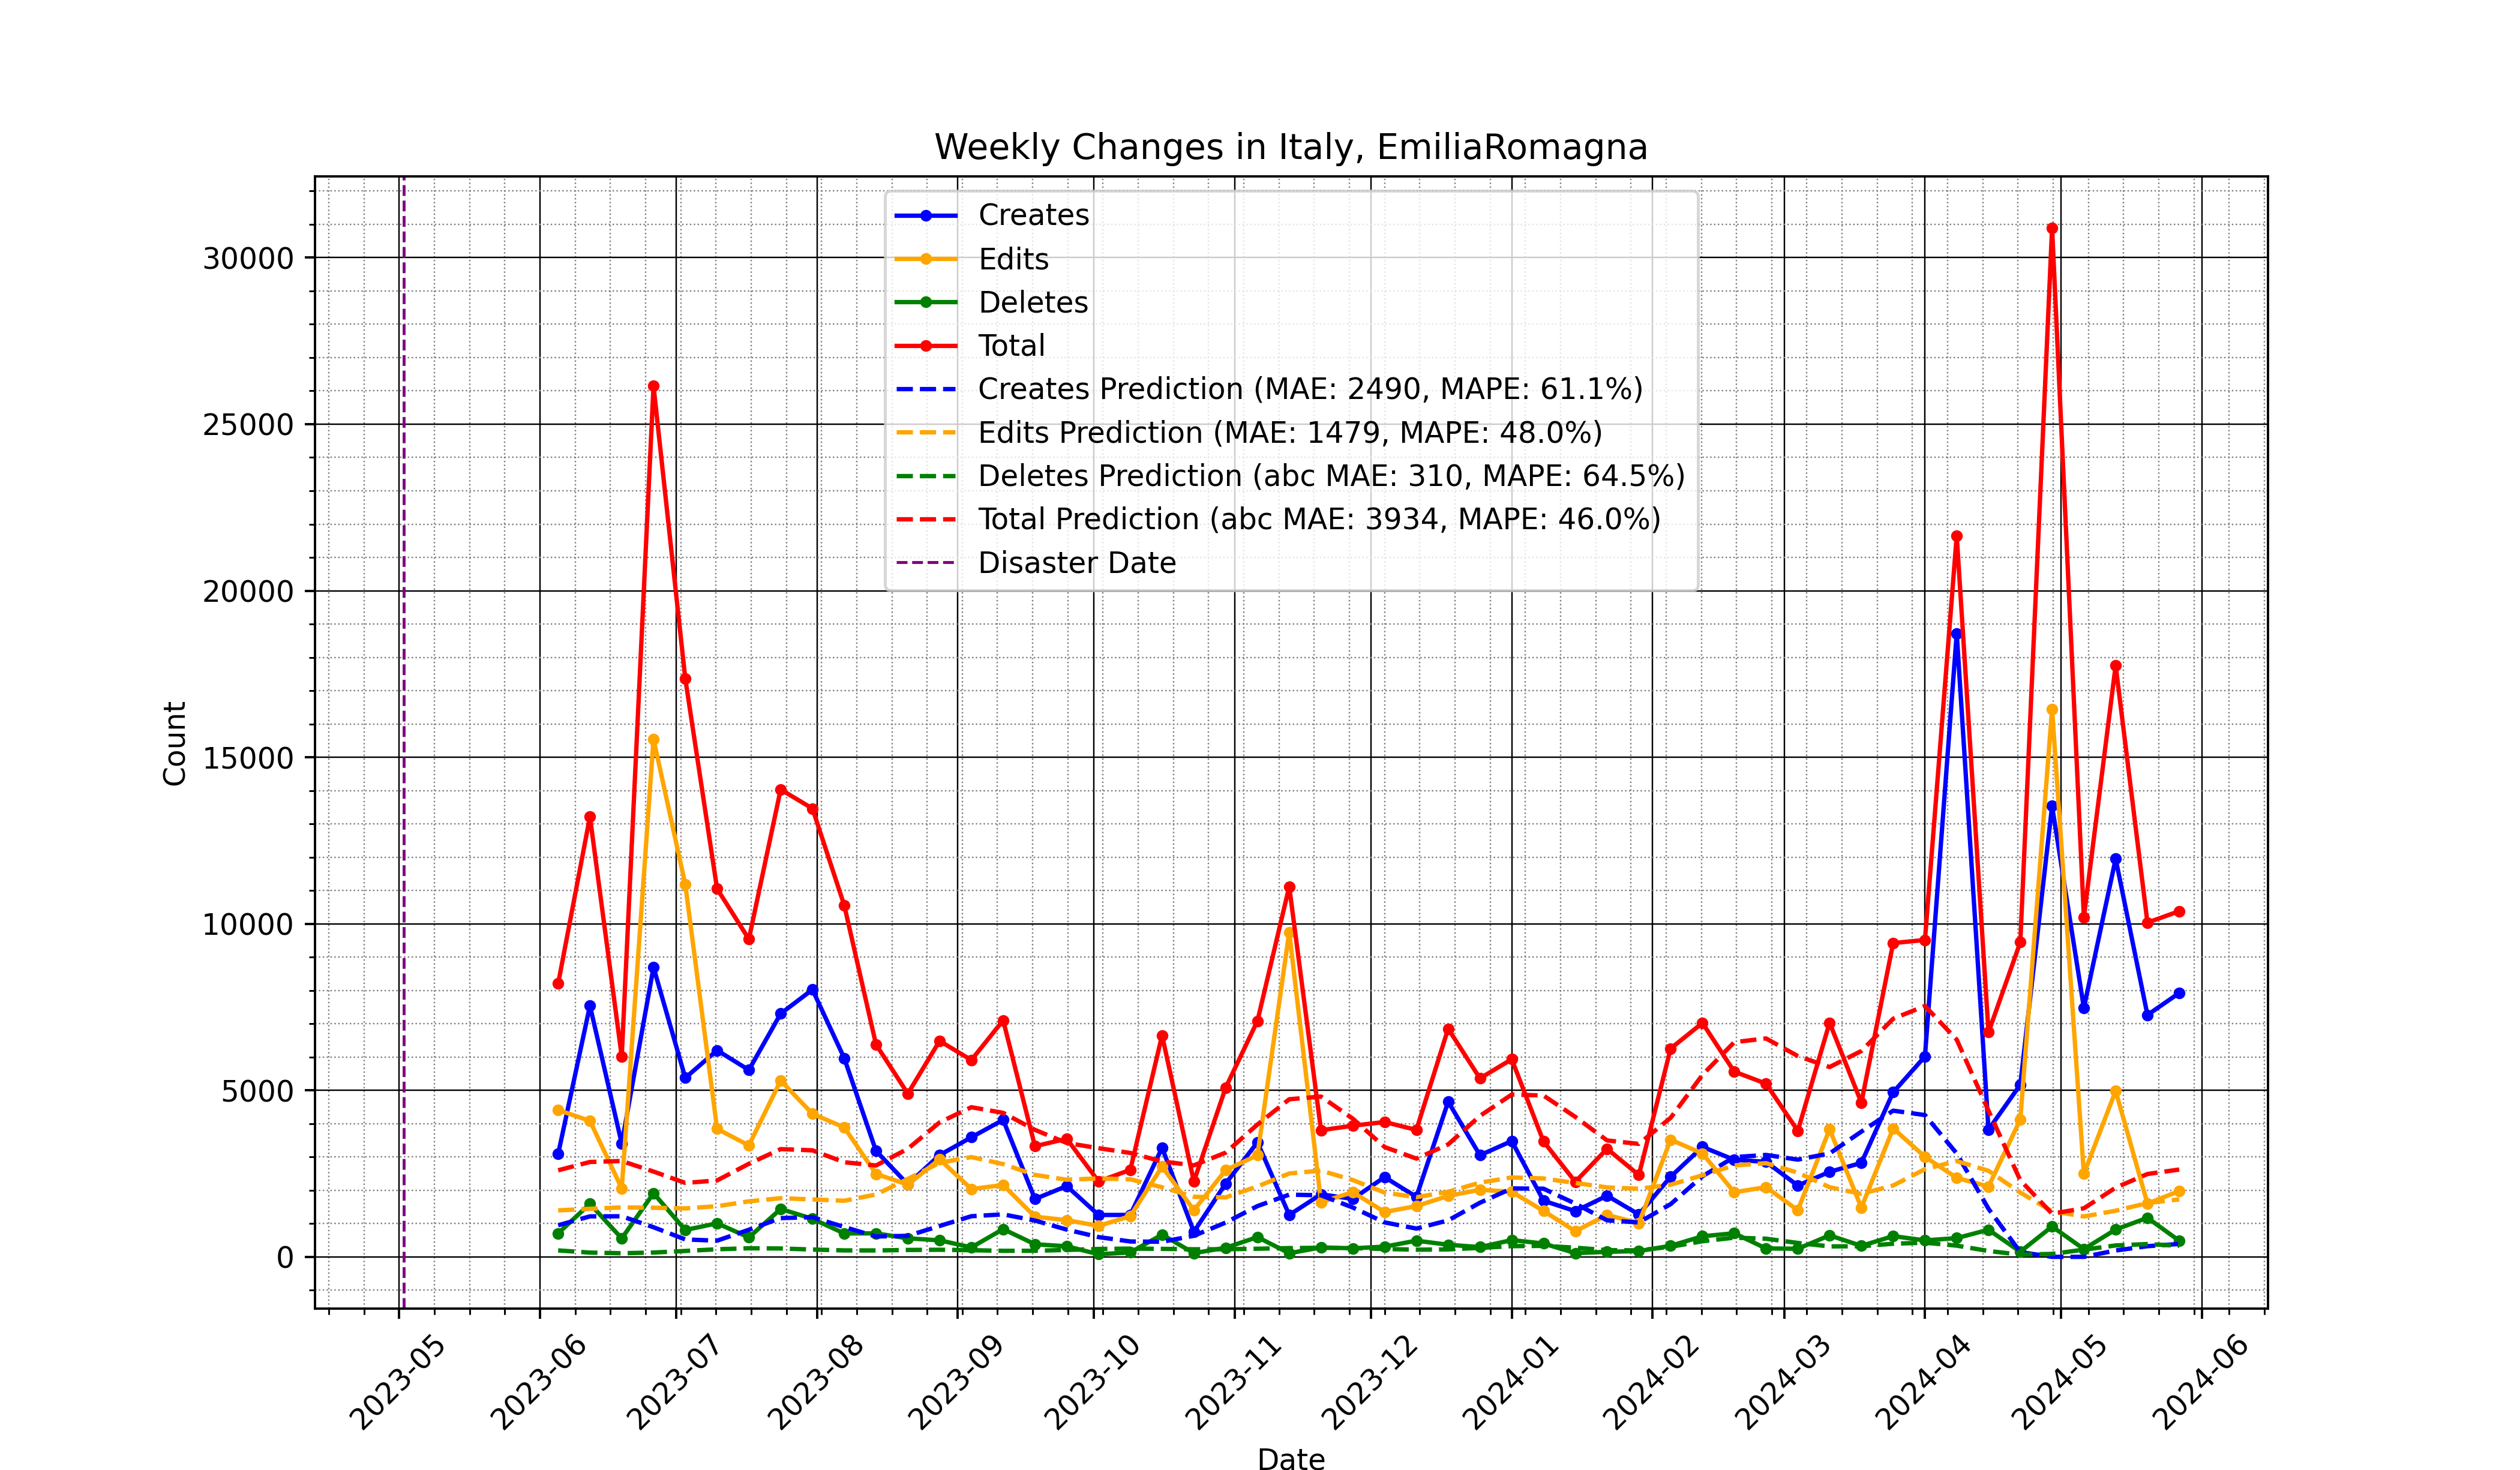 Weekly Changes in Italy, EmiliaRomagna
Creates
Edits
Deletes
Total
Creates Prediction (MAE: 2490, MAPE: 61.1%)
Edits Prediction (MAE: 1479, MAPE: 48.0%)
Deletes Prediction (abc MAE: 310, MAPE: 64.5%)
Total Prediction (abc MAE: 3934, MAPE: 46.0%)
Disaster Date
Count
30000
25000
20000
15000
10000
5000
0
2023-05
2023-06
2023-07
2023-08
2023-09
2023-10
2023-11
2023-12
2024-01
2024-02
2024-03
2024-04
2024-05
2024-06
Date